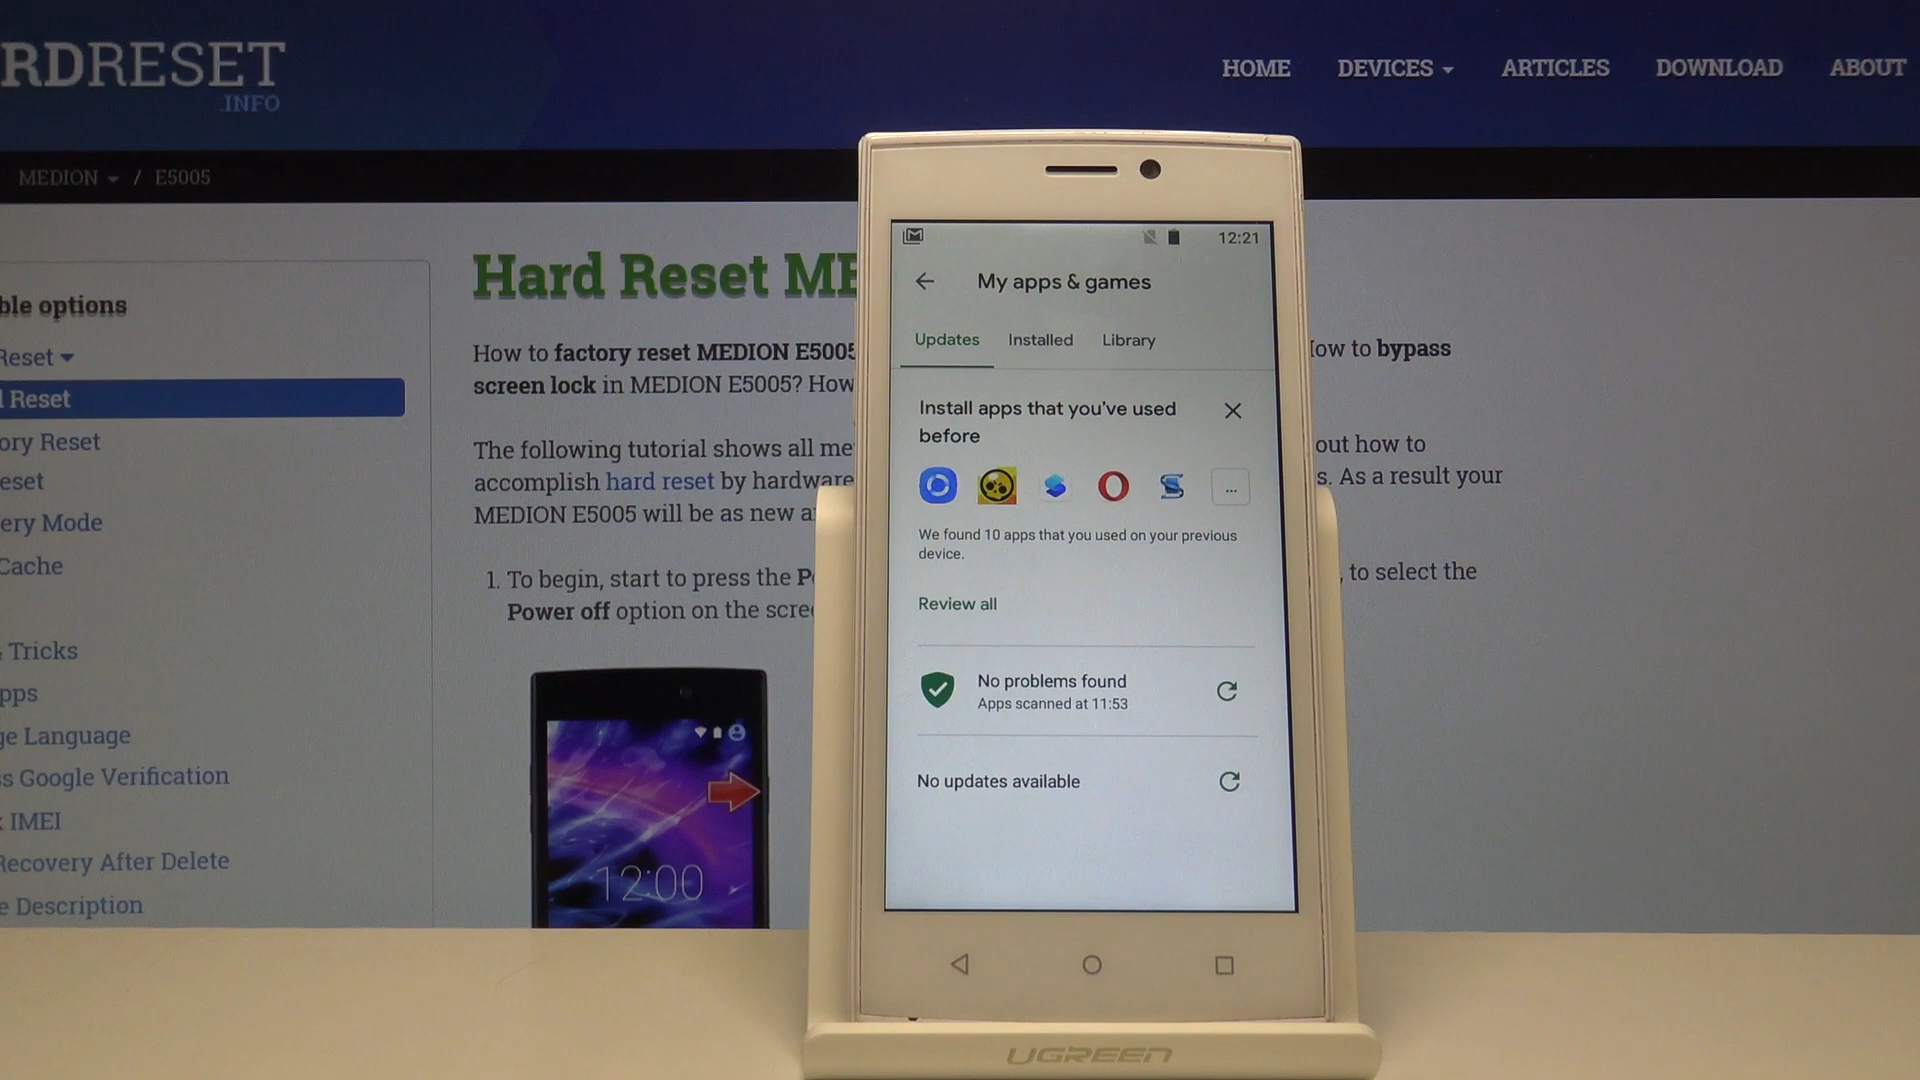 RDRESET
.INFO
HOME DEVICES ARTICLES DOWNLOAD ABOUT
MEDION / E5005
ble options
Reset
Reset
ory Reset
eset
ery Mode
Cache
Tricks
pps
ge Language
ss Google Verification
IMEI
Recovery After Delete
e Description
Hard Reset ME
How to factory reset MEDION E5005
screen lock in MEDION E5005? How
The following tutorial shows all me
accomplish hard reset by hardware
MEDION E5005 will be as new a
1. To begin, start to press the P
Power off option on the scre
12:00
How to bypass
out how to
s. As a result your
, to select the
12:21
My apps & games
Updates Installed Library
Install apps that you've used
before
...
We found 10 apps that you used on your previous
device.
Review all
No problems found
Apps scanned at 11:53
No updates available
UGREEN